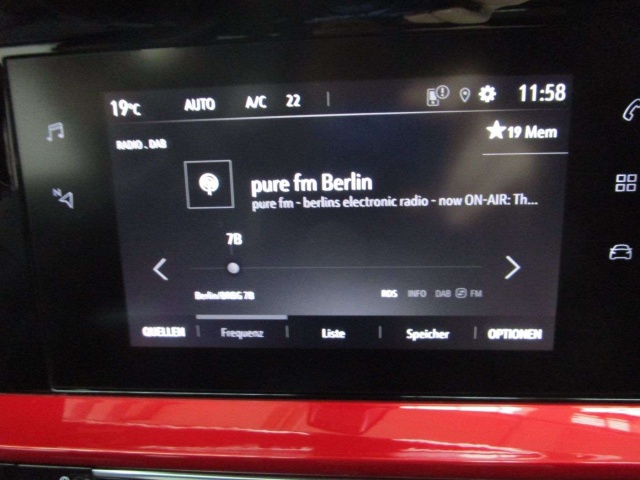 19°C AUTO A/C 22 11:58
RADIO . DAB
19 Mem
pure fm Berlin
pure fm - berlins electronic radio - now ON-AIR: Th...
7B
Berlin/BRBG 7B RDS INFO DAB FM
QUELLEN Frequenz Liste Speicher OPTIONEN
N